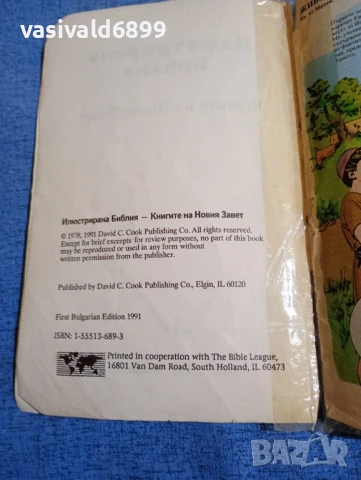 vasivald6899
Илюстрирана Библия — Книгите на Новия Завет
© 1978, 1991 David C. Cook Publishing Co. All rights reserved.
Except for brief excerpts for review purposes, no part of this book
may be reproduced or used in any form without
written permission from the publisher.
Published by David C. Cook Publishing Co., Elgin, IL 60120
First Bulgarian Edition 1991
ISBN: 1-55513-689-3
Printed in cooperation with The Bible League,
16801 Van Dam Road, South Holland, IL 60473
BAZAR
bg